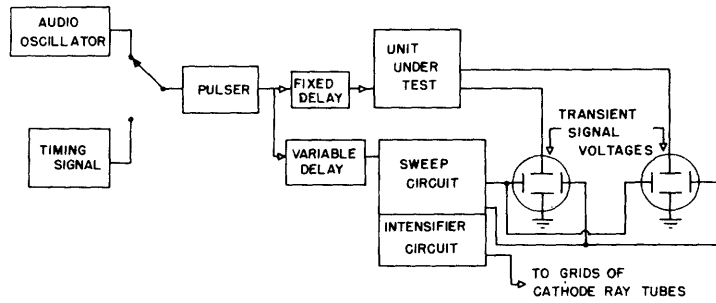 AUDIO
OSCILLATOR
TIMING
SIGNAL
PULSER
FIXED
DELAY
UNIT
UNDER
TEST
VARIABLE
DELAY
SWEEP
CIRCUIT
INTENSIFIER
CIRCUIT
TRANSIENT
SIGNAL
VOLTAGES
TO GRIDS OF
CATHODE RAY TUBES